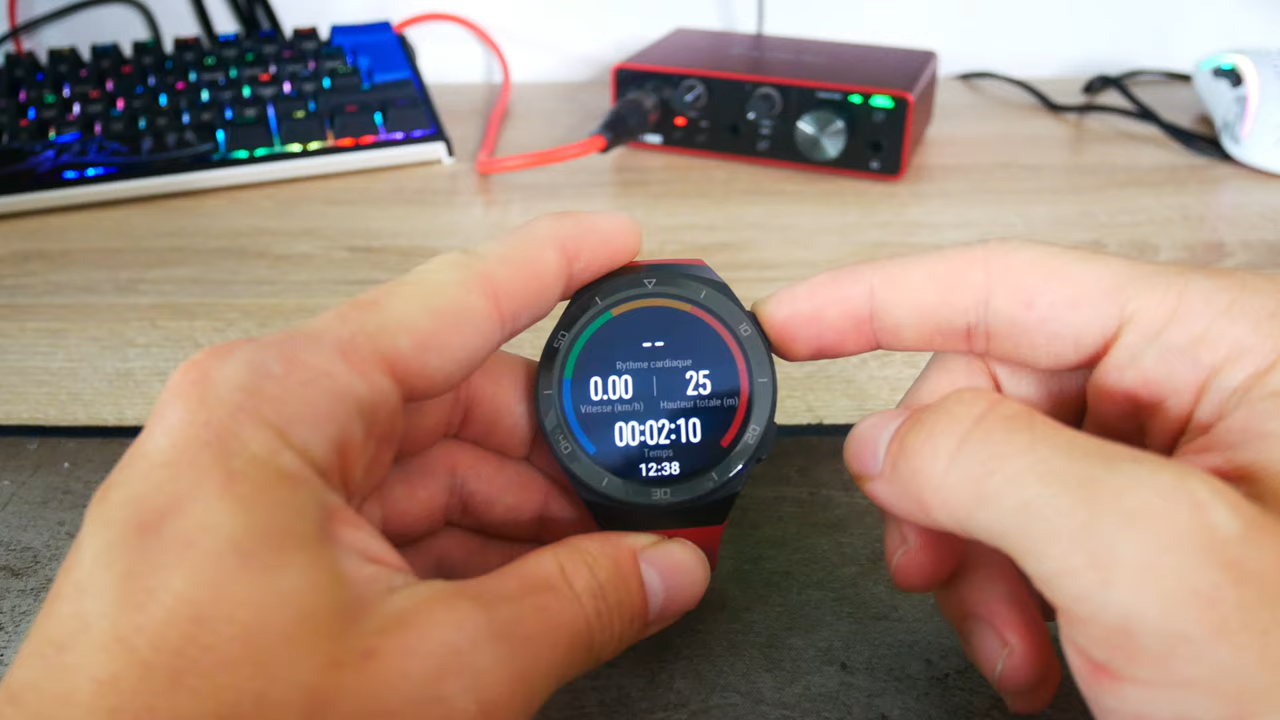 --
Rythme cardiaque
0.00 | 25
Vitesse (km/h) Hauteur totale (m)
00:02:10
Temps
12:38
10
20
30
40
50